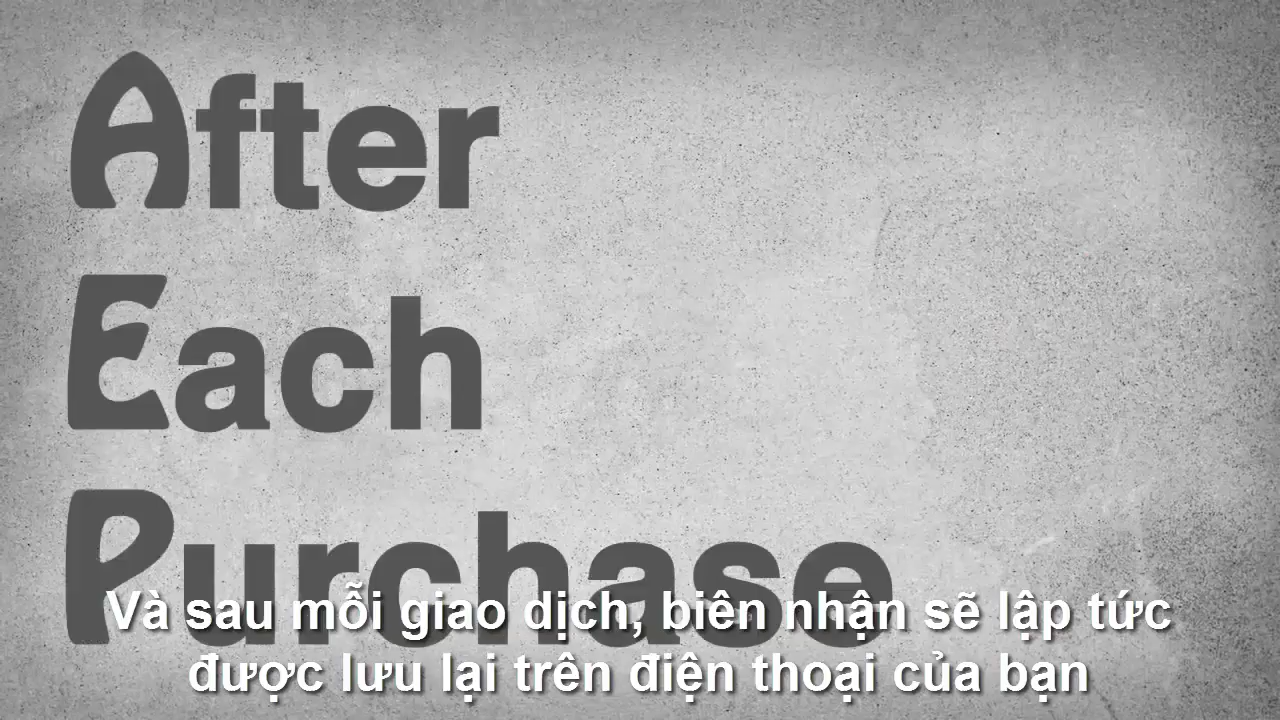 After
Each
Purchase
Và sau mỗi giao dịch, biên nhận sẽ lập tức
được lưu lại trên điện thoại của bạn